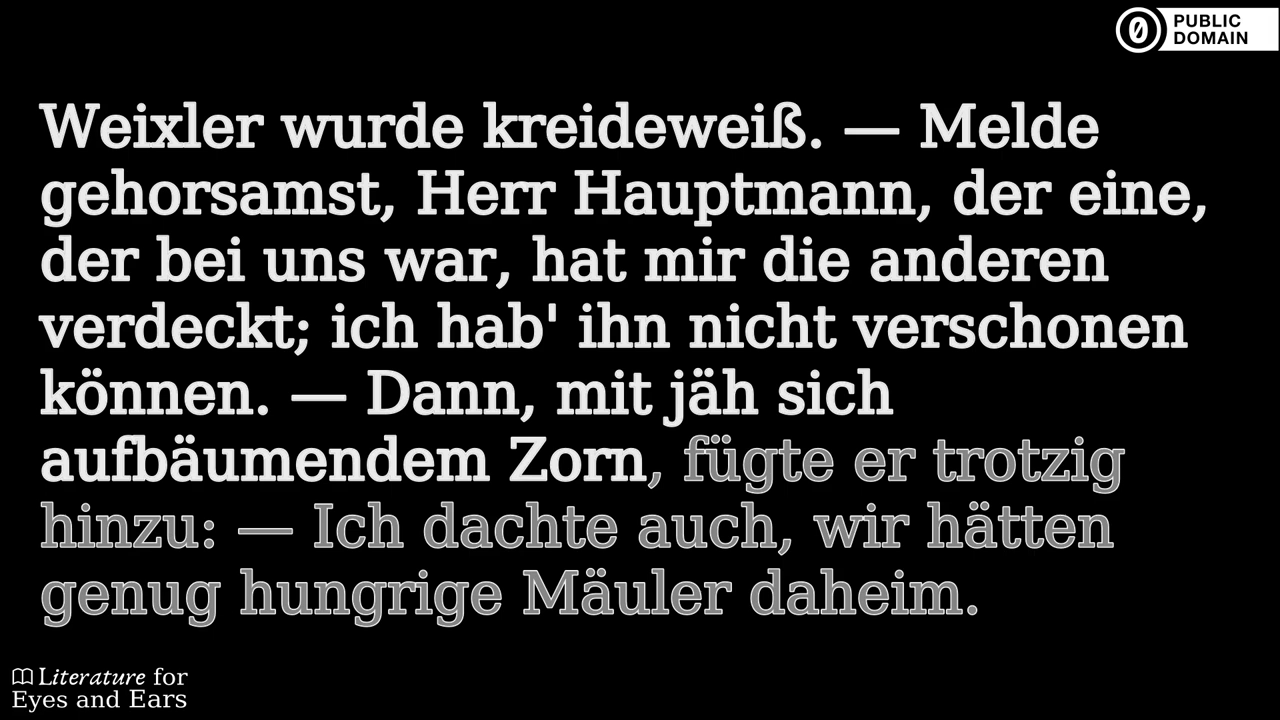 PUBLIC
DOMAIN
Weixler wurde kreideweiß. — Melde
gehorsamst, Herr Hauptmann, der eine,
der bei uns war, hat mir die anderen
verdeckt; ich hab' ihn nicht verschonen
können. — Dann, mit jäh sich
aufbäumendem Zorn, fügte er trotzig
hinzu: — Ich dachte auch, wir hätten
genug hungrige Mäuler daheim.
Literature for
Eyes and Ears